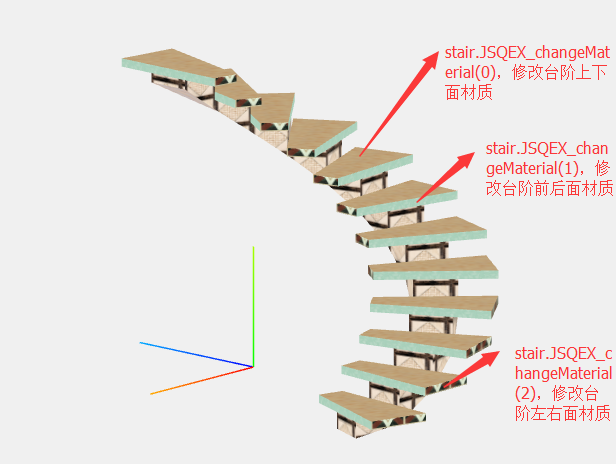 stair.JSQEX_changeMat
erial(0)，修改台阶上下
面材质
stair.JSQEX_chan
geMaterial(1)，修
改台阶前后面材质
stair.JSQEX_c
hangeMaterial
(2)，修改台
阶左右面材质